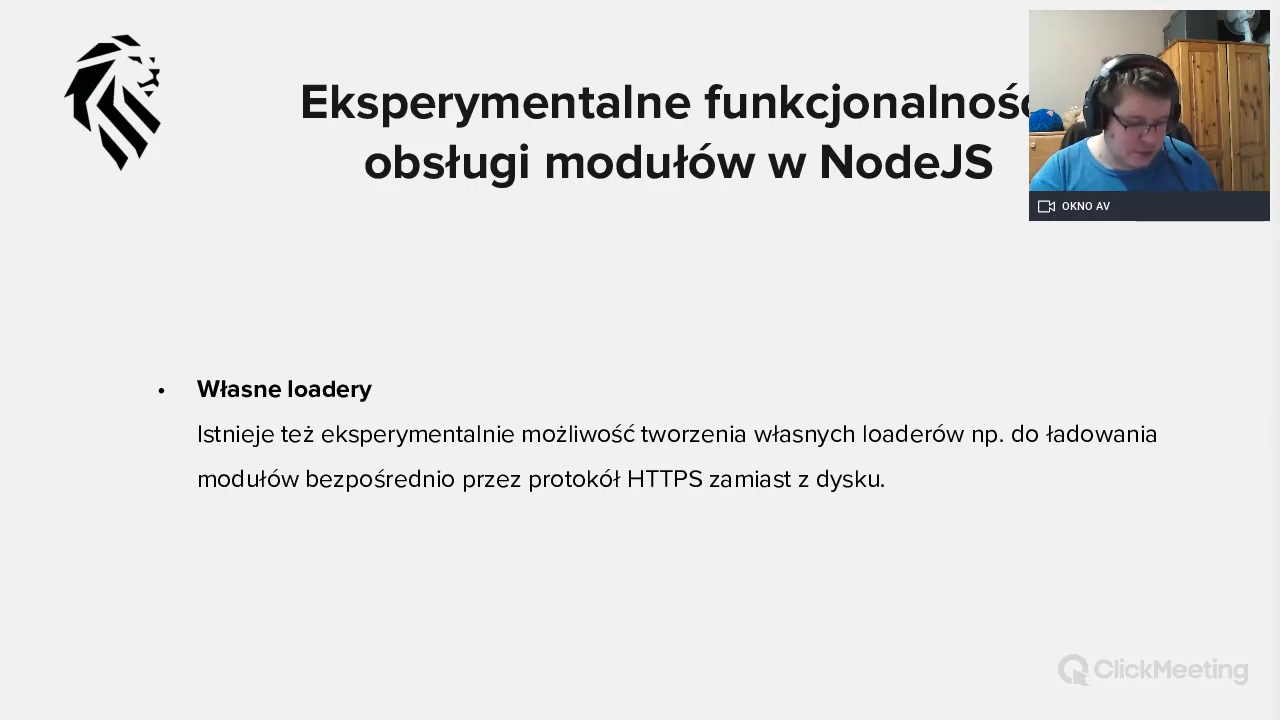 Eksperymentalne funkcjonalnośc
obsługi modułów w NodeJS
OKNO AV
• Własne loadery
Istnieje też eksperymentalnie możliwość tworzenia własnych loaderów np. do ładowania
modułów bezpośrednio przez protokół HTTPS zamiast z dysku.
ClickMeeting